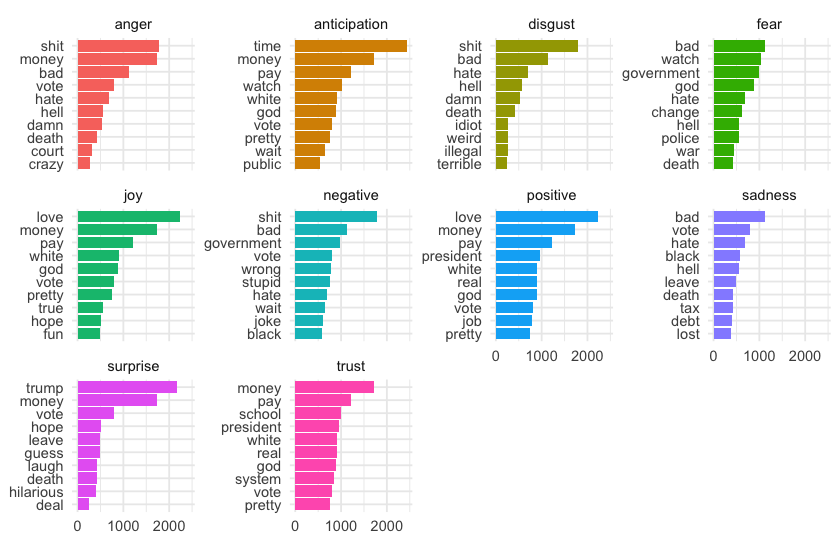 anger
anticipation
disgust
fear
shit
money
bad
vote
hate
hell
damn
death
court
crazy
time
money
pay
watch
white
god
vote
pretty
wait
public
shit
bad
hate
hell
damn
death
idiot
weird
illegal
terrible
bad
watch
government
god
hate
change
hell
police
war
death
joy
negative
positive
sadness
love
money
pay
white
god
vote
pretty
true
hope
fun
shit
bad
government
vote
wrong
stupid
hate
wait
joke
black
love
money
pay
president
white
real
god
vote
job
pretty
bad
vote
hate
black
hell
leave
death
tax
debt
lost
0 1000 2000
0 1000 2000
surprise
trust
trump
money
vote
hope
leave
guess
laugh
death
hilarious
deal
money
pay
school
president
white
real
god
system
vote
pretty
0 1000 2000
0 1000 2000